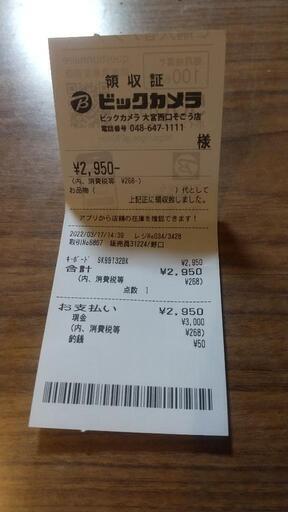 領収証
B ビックカメラ
ビックカメラ 大宮西口そごう店
電話番号 048-647-1111
様
¥2,950-
(内、消費税等 ¥268-)
お品物( )代として
上記正に領収致しました。
アプリから店舗の在庫を確認できます!
2022/03/17/14:39 レジNo034/3428
取引No5867 販売員31224/野口
キーボード SK99132BK ¥2,950
合計 ¥2,950
(内、消費税等 ¥268)
点数 1
お支払い ¥2,950
現金 ¥3,000
(内、消費税等 ¥268)
釣銭 ¥50